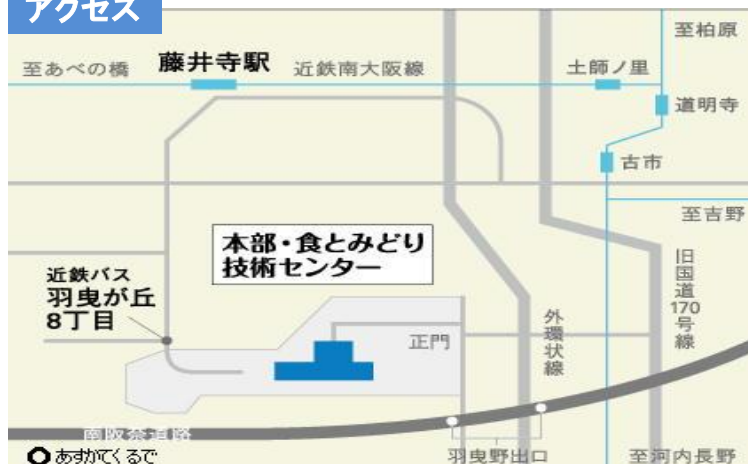 アクセス
至柏原
至あべの橋
藤井寺駅
近鉄南大阪線
土師ノ里
道明寺
古市
至吉野
本部・食とみどり
技術センター
近鉄バス
羽曳が丘
8丁目
正門
外環状線
旧国道170号線
南阪奈道路
あすかてくるで
羽曳野出口
至河内長野